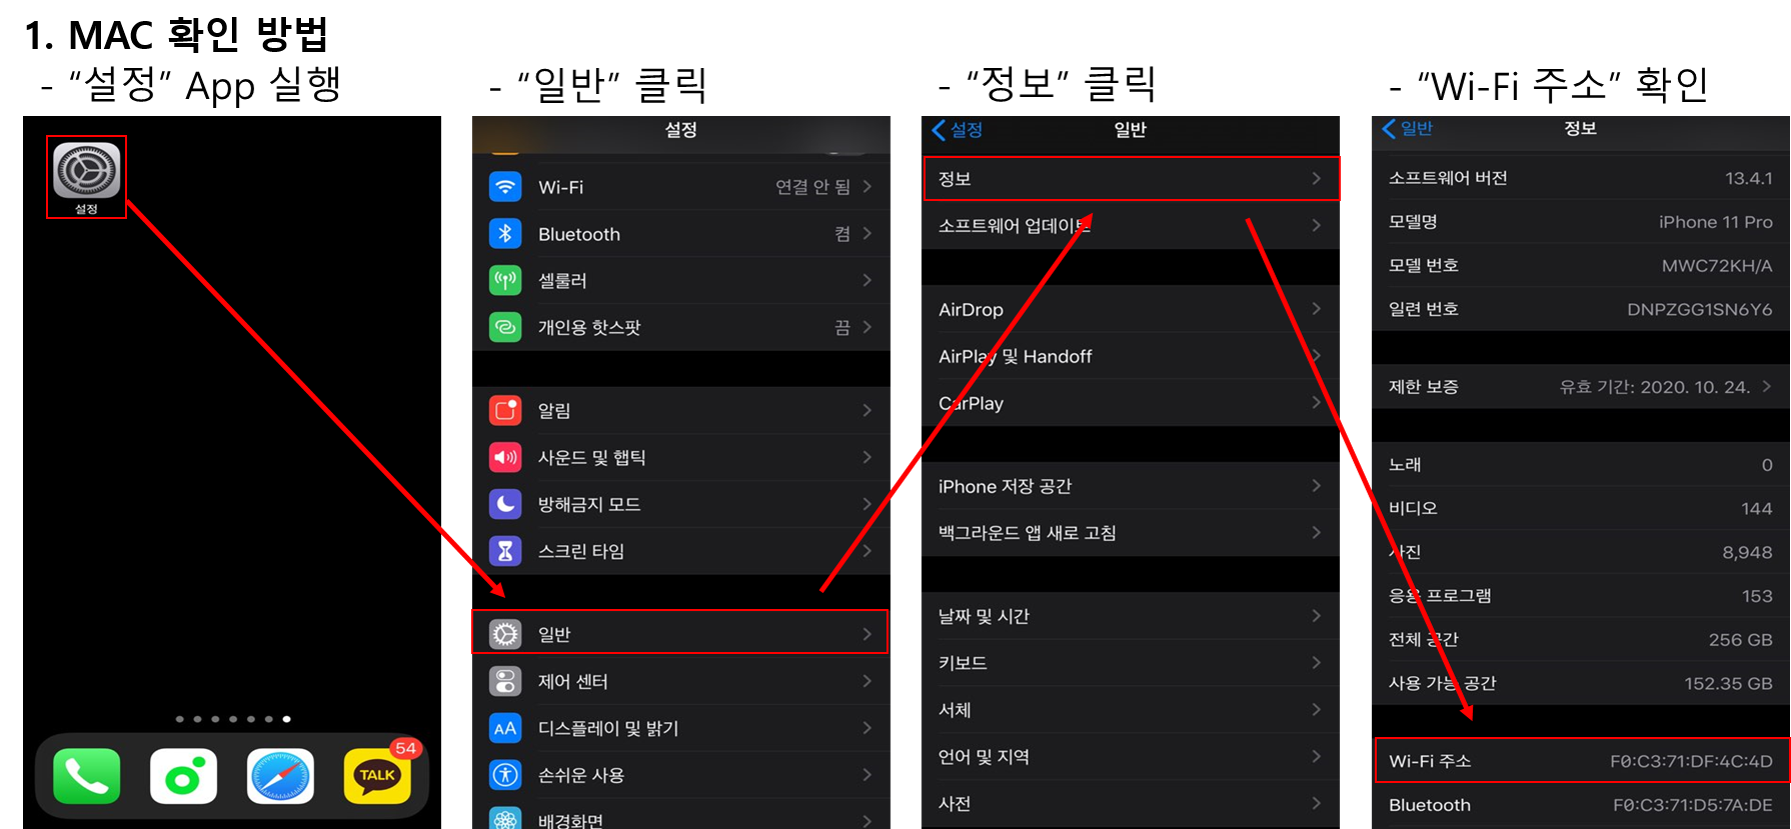 1. MAC 확인 방법
- “설정” App 실행
- “일반” 클릭
- “정보” 클릭
- “Wi-Fi 주소” 확인
설정
54
TALK
설정
Wi-Fi 연결 안 됨
Bluetooth 켬
셀룰러
개인용 핫스팟 끔
알림
사운드 및 햅틱
방해금지 모드
스크린 타임
일반
제어 센터
AA 디스플레이 및 밝기
손쉬운 사용
배경화면
설정 일반
정보
소프트웨어 업데이트
AirDrop
AirPlay 및 Handoff
CarPlay
iPhone 저장 공간
백그라운드 앱 새로 고침
날짜 및 시간
키보드
서체
언어 및 지역
사전
일반 정보
소프트웨어 버전 13.4.1
모델명 iPhone 11 Pro
모델 번호 MWC72KH/A
일련 번호 DNPZGG1SN6Y6
제한 보증 유효 기간: 2020. 10. 24.
노래 0
비디오 144
사진 8,948
응용 프로그램 153
전체 공간 256 GB
사용 가능 공간 152.35 GB
Wi-Fi 주소 F0:C3:71:DF:4C:4D
Bluetooth F0:C3:71:D5:7A:DE